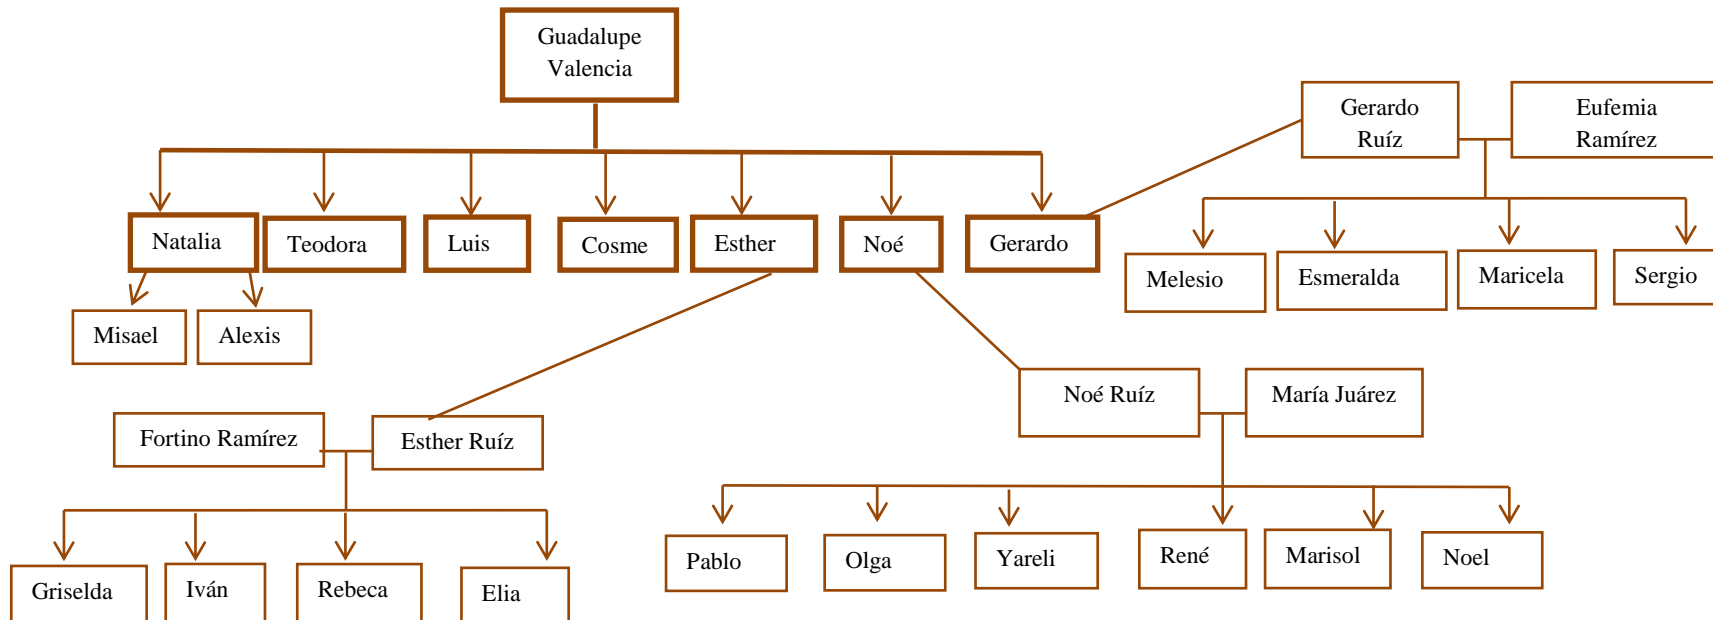 Guadalupe
Valencia
Gerardo
Ruíz
Eufemia
Ramírez
Natalia
Teodora
Luis
Cosme
Esther
Noé
Gerardo
Melesio
Esmeralda
Maricela
Sergio
Misael
Alexis
Noé Ruíz
María Juárez
Fortino Ramírez
Esther Ruíz
Pablo
Olga
Yareli
René
Marisol
Noel
Griselda
Iván
Rebeca
Elia